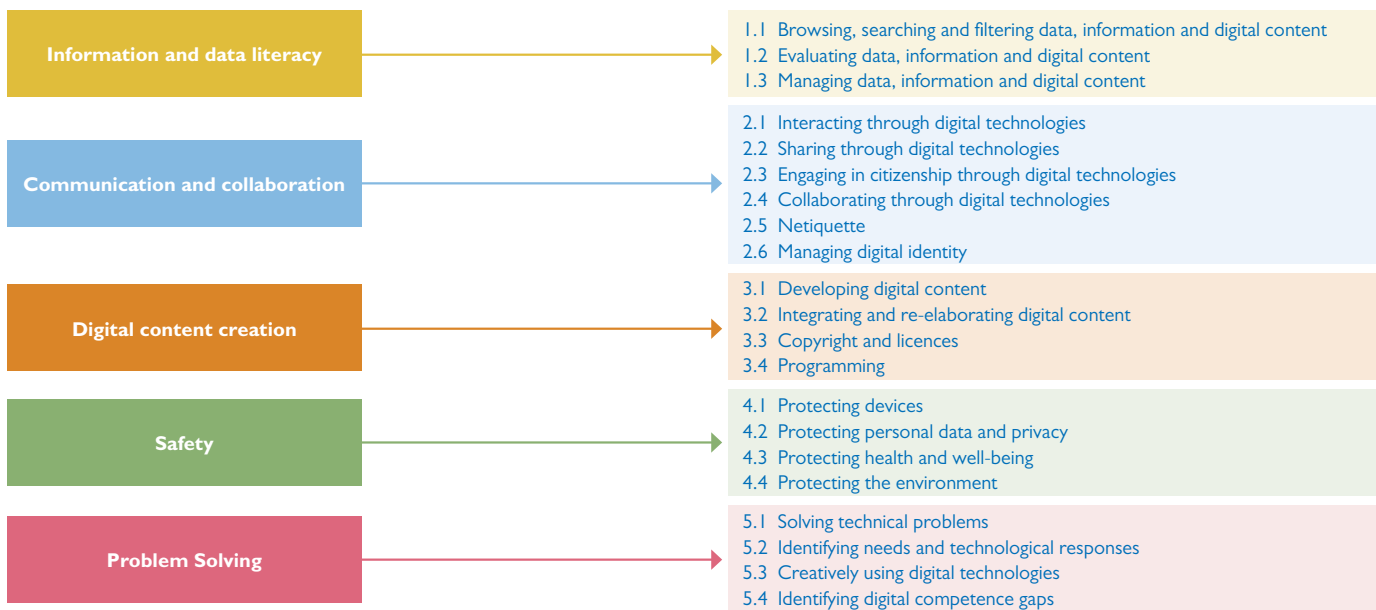 Information and data literacy
1.1 Browsing, searching and filtering data, information and digital content
1.2 Evaluating data, information and digital content
1.3 Managing data, information and digital content
Communication and collaboration
2.1 Interacting through digital technologies
2.2 Sharing through digital technologies
2.3 Engaging in citizenship through digital technologies
2.4 Collaborating through digital technologies
2.5 Netiquette
2.6 Managing digital identity
Digital content creation
3.1 Developing digital content
3.2 Integrating and re-elaborating digital content
3.3 Copyright and licences
3.4 Programming
Safety
4.1 Protecting devices
4.2 Protecting personal data and privacy
4.3 Protecting health and well-being
4.4 Protecting the environment
Problem Solving
5.1 Solving technical problems
5.2 Identifying needs and technological responses
5.3 Creatively using digital technologies
5.4 Identifying digital competence gaps